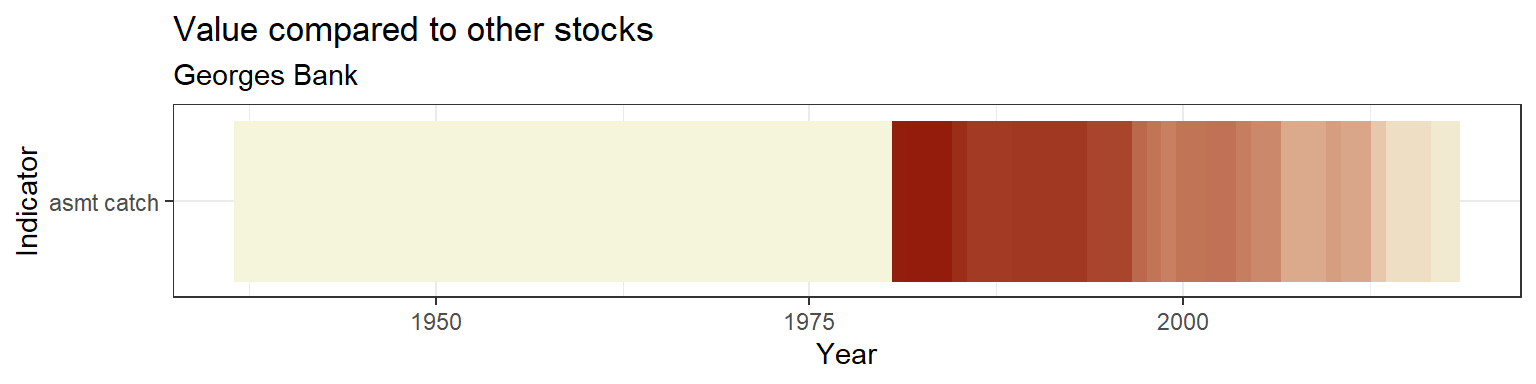 Value compared to other stocks
Georges Bank
Indicator
asmt catch
1950 1975 2000
Year